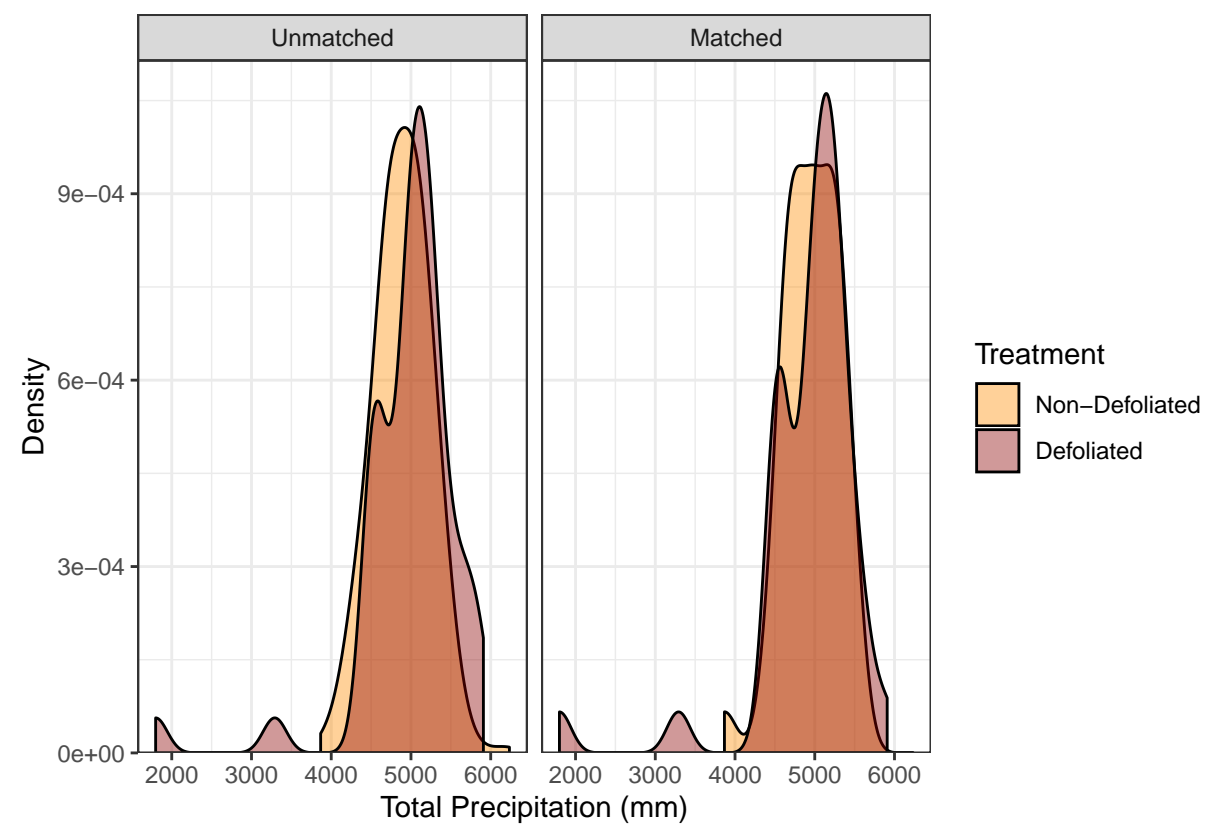 Unmatched
Matched
Density
9e−04
6e−04
3e−04
0e+00
2000 3000 4000 5000 6000
2000 3000 4000 5000 6000
Total Precipitation (mm)
Treatment
Non−Defoliated
Defoliated